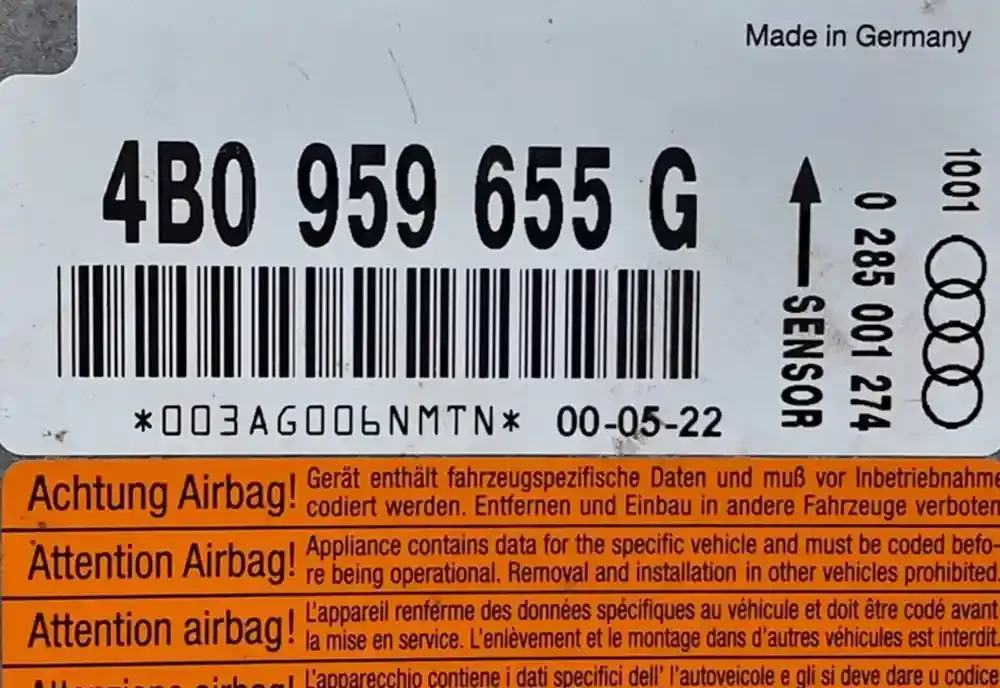 Made in Germany
4B0 959 655 G
*003AG006NMTN* 00-05-22
SENSOR
0 285 001 274
1001
Achtung Airbag! Gerät enthält fahrzeugspezifische Daten und muß vor Inbetriebnahme
codiert werden. Entfernen und Einbau in andere Fahrzeuge verboten
Attention Airbag! Appliance contains data for the specific vehicle and must be coded befo-
re being operational. Removal and installation in other vehicles prohibited.
Attention airbag! L'appareil renferme des données spécifiques au véhicule et doit être codé avant
la mise en service. L'enlèvement et le montage dans d'autres véhicules est interdit.
Attenzione airbag! L'apparecchio contiene i dati specifici dell' l'autoveicole e gli si deve dare u codice